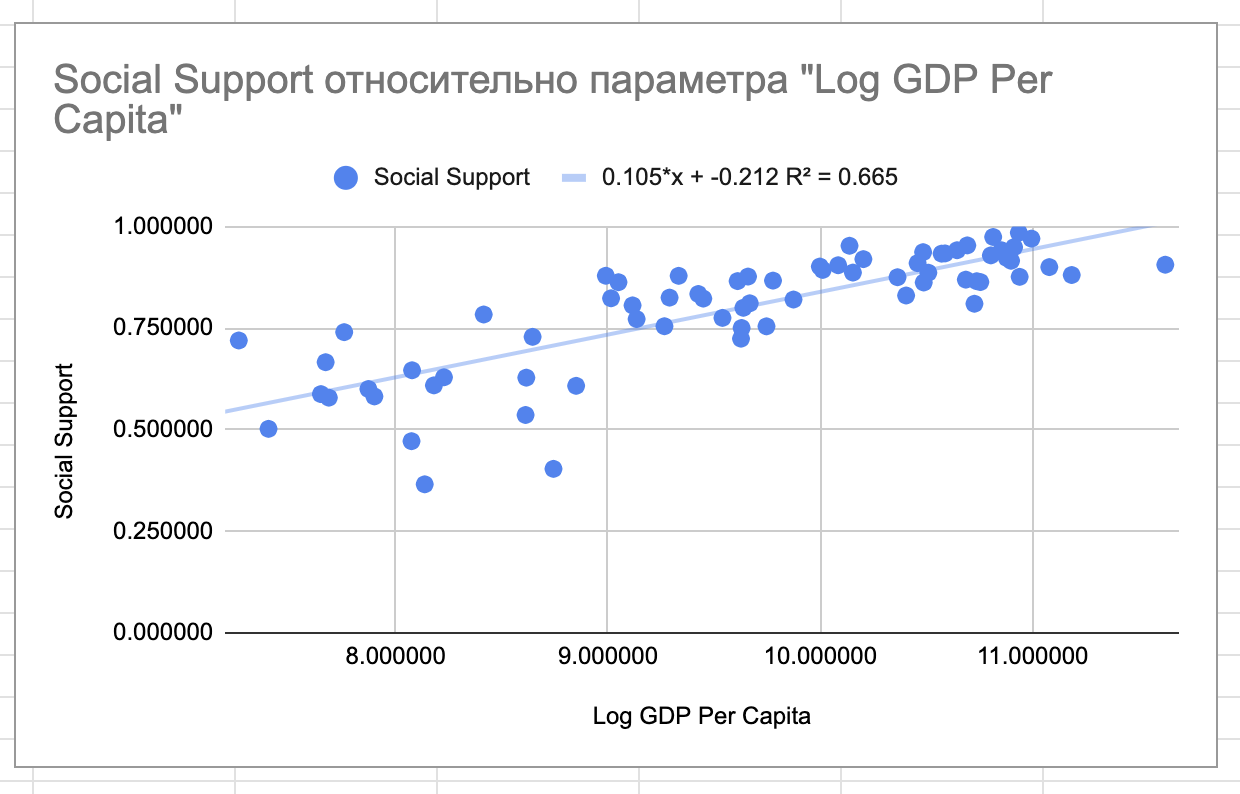 Social Support относительно параметра "Log GDP Per
Capita"
Social Support
0.105*x + -0.212 R² = 0.665
1.000000
0.750000
0.500000
0.250000
0.000000
Social Support
8.000000
9.000000
10.000000
11.000000
Log GDP Per Capita